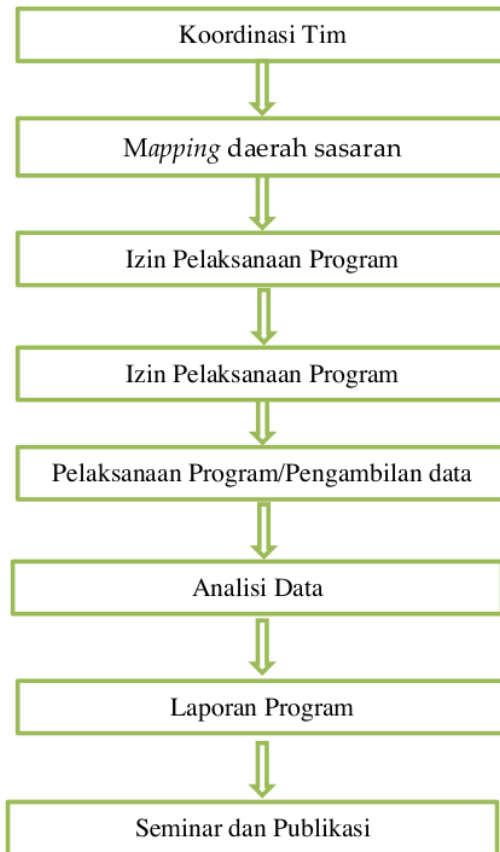 Koordinasi Tim
Mapping daerah sasaran
Izin Pelaksanaan Program
Izin Pelaksanaan Program
Pelaksanaan Program/Pengambilan data
Analisi Data
Laporan Program
Seminar dan Publikasi